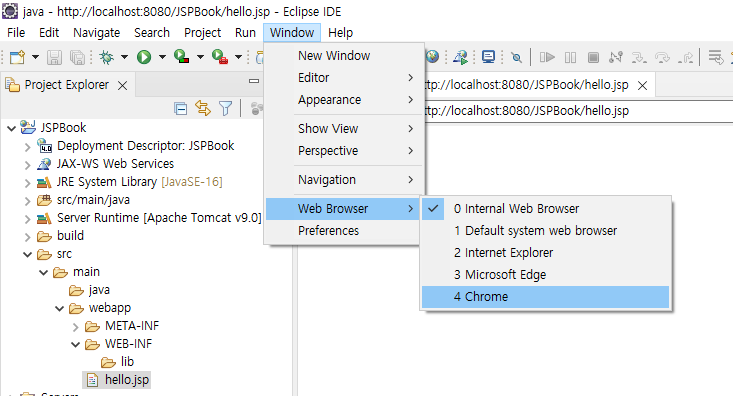 java - http://localhost:8080/JSPBook/hello.jsp - Eclipse IDE
File Edit Navigate Search Project Run Window Help
Project Explorer
JSPBook
Deployment Descriptor: JSPBook
JAX-WS Web Services
JRE System Library [JavaSE-16]
src/main/java
Server Runtime [Apache Tomcat v9.0]
build
src
main
java
webapp
META-INF
WEB-INF
lib
hello.jsp
New Window
Editor
Appearance
Show View
Perspective
Navigation
Web Browser
Preferences
ttp://localhost:8080/JSPBook/hello.jsp
ttp://localhost:8080/JSPBook/hello.jsp
0 Internal Web Browser
1 Default system web browser
2 Internet Explorer
3 Microsoft Edge
4 Chrome